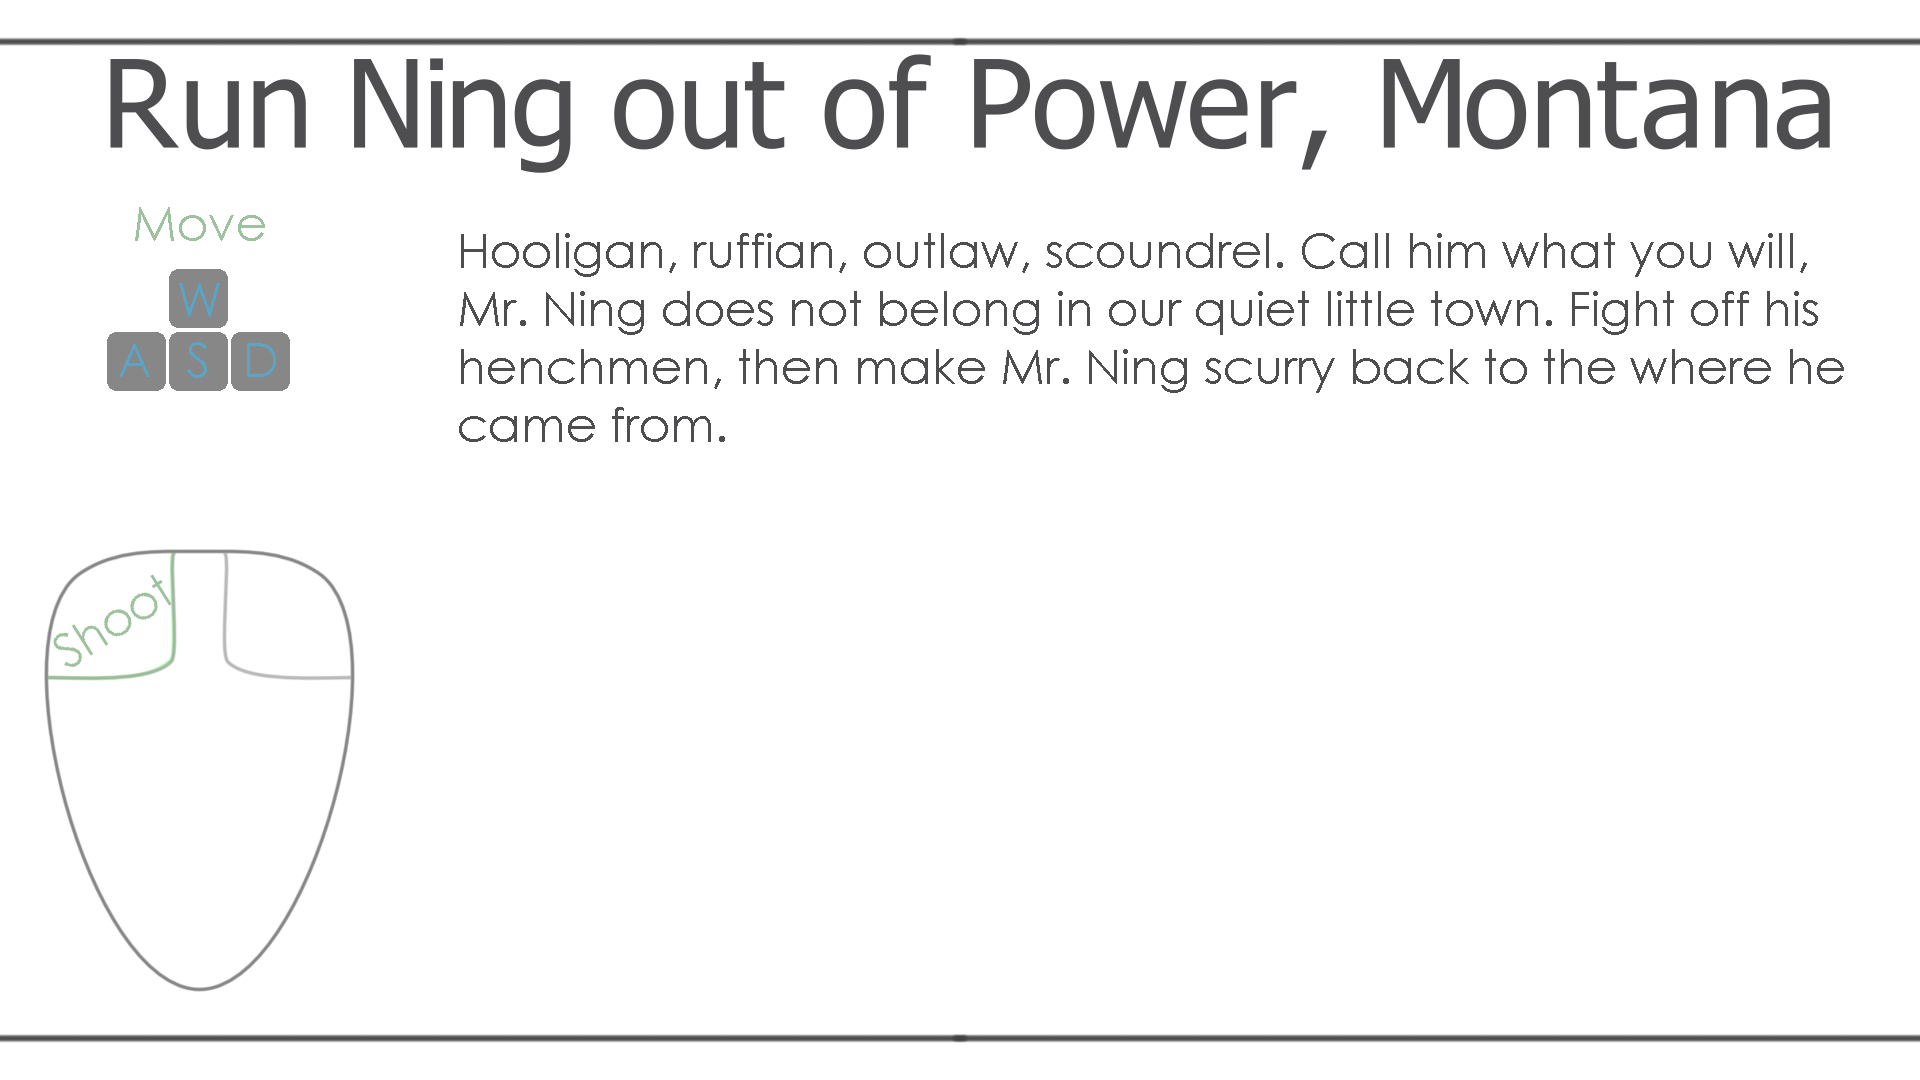 Run Ning out of Power, Montana
Move
W
A S D
Hooligan, ruffian, outlaw, scoundrel. Call him what you will,
Mr. Ning does not belong in our quiet little town. Fight off his
henchmen, then make Mr. Ning scurry back to the where he
came from.
Shoot